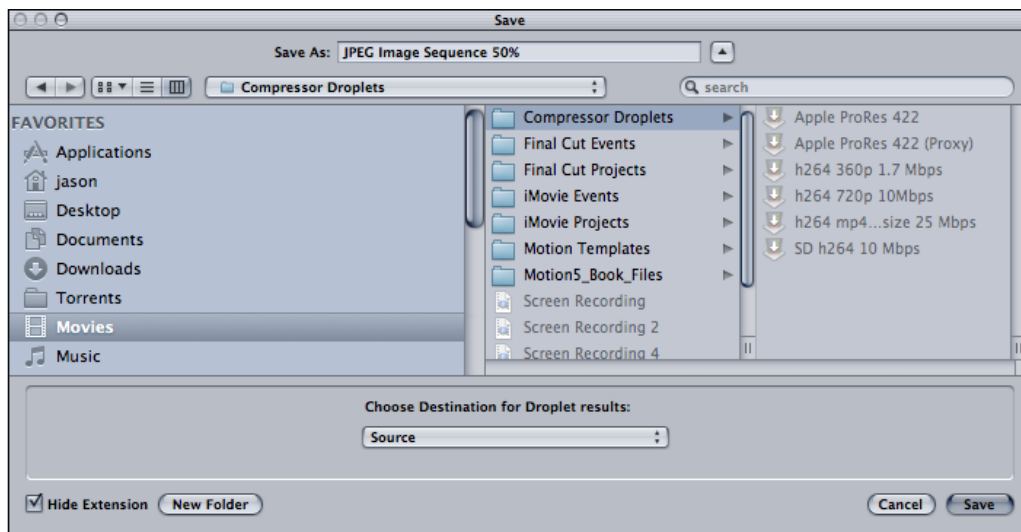 Save
Save As: JPEG Image Sequence 50%
Compressor Droplets
search
FAVORITES
Applications
jason
Desktop
Documents
Downloads
Torrents
Movies
Music
Compressor Droplets
Final Cut Events
Final Cut Projects
iMovie Events
iMovie Projects
Motion Templates
Motion5_Book_Files
Screen Recording
Screen Recording 2
Screen Recording 4
Apple ProRes 422
Apple ProRes 422 (Proxy)
h264 360p 1.7 Mbps
h264 720p 10Mbps
h264 mp4...size 25 Mbps
SD h264 10 Mbps
Choose Destination for Droplet results:
Source
Hide Extension
New Folder
Cancel
Save